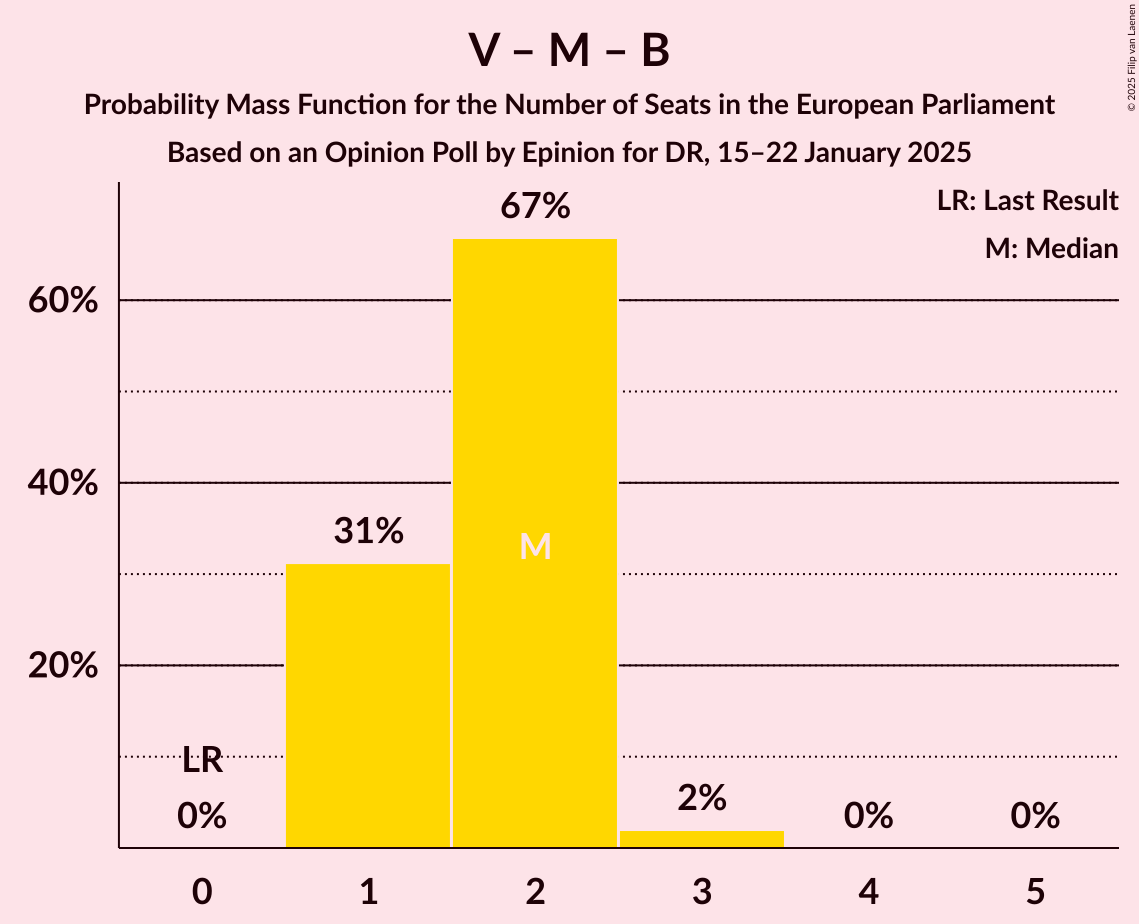 V – M – B
Probability Mass Function for the Number of Seats in the European Parliament
Based on an Opinion Poll by Epinion for DR, 15–22 January 2025
© 2025 Filip van Laenen
LR: Last Result
M: Median
67%
60%
40%
31%
M
20%
LR
0%
2%
0%
0%
0 1 2 3 4 5